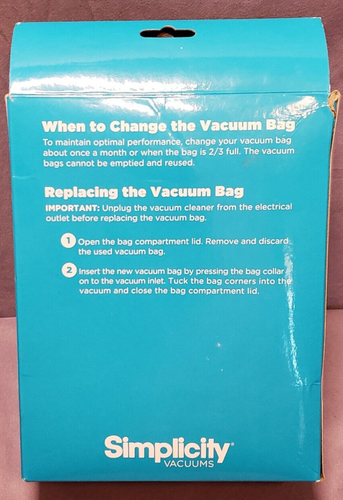 When to Change the Vacuum Bag
To maintain optimal performance, change your vacuum bag
about once a month or when the bag is 2/3 full. The vacuum
bags cannot be emptied and reused.
Replacing the Vacuum Bag
IMPORTANT: Unplug the vacuum cleaner from the electrical
outlet before replacing the vacuum bag.
1 Open the bag compartment lid. Remove and discard
the used vacuum bag.
2 Insert the new vacuum bag by pressing the bag collar
on to the vacuum inlet. Tuck the bag corners into the
vacuum and close the bag compartment lid.
Simplicity
VACUUMS